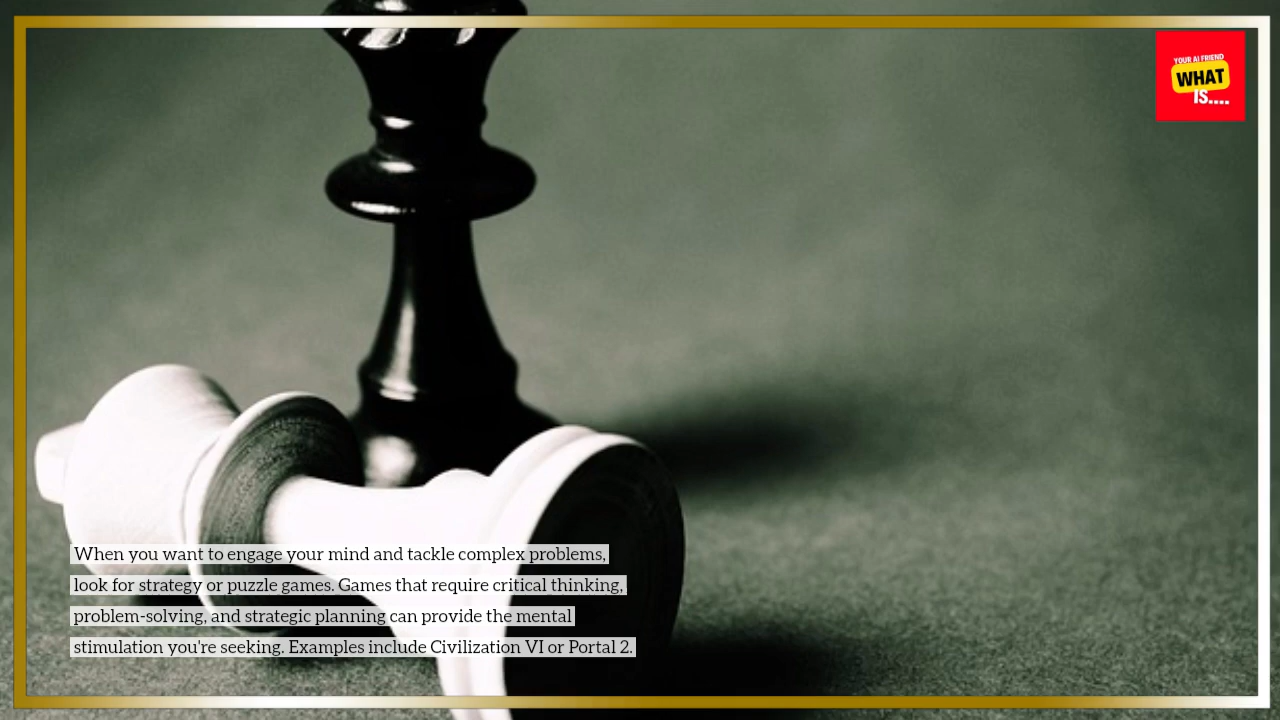 YOUR AI FRIEND
WHAT
IS....
When you want to engage your mind and tackle complex problems,
look for strategy or puzzle games. Games that require critical thinking,
problem-solving, and strategic planning can provide the mental
stimulation you're seeking. Examples include Civilization VI or Portal 2.